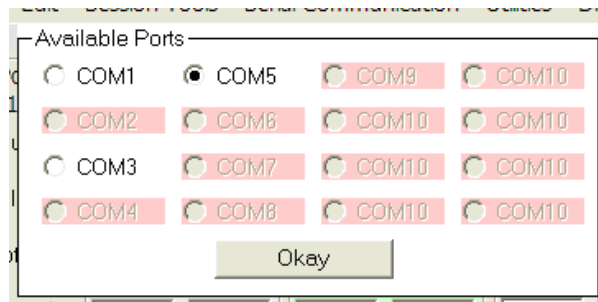 Edit Session Tools Serial Communication Utilities
Available Ports
COM1 COM5 COM9 COM10
COM2 COM6 COM10 COM10
COM3 COM7 COM10 COM10
COM4 COM8 COM10 COM10
Okay